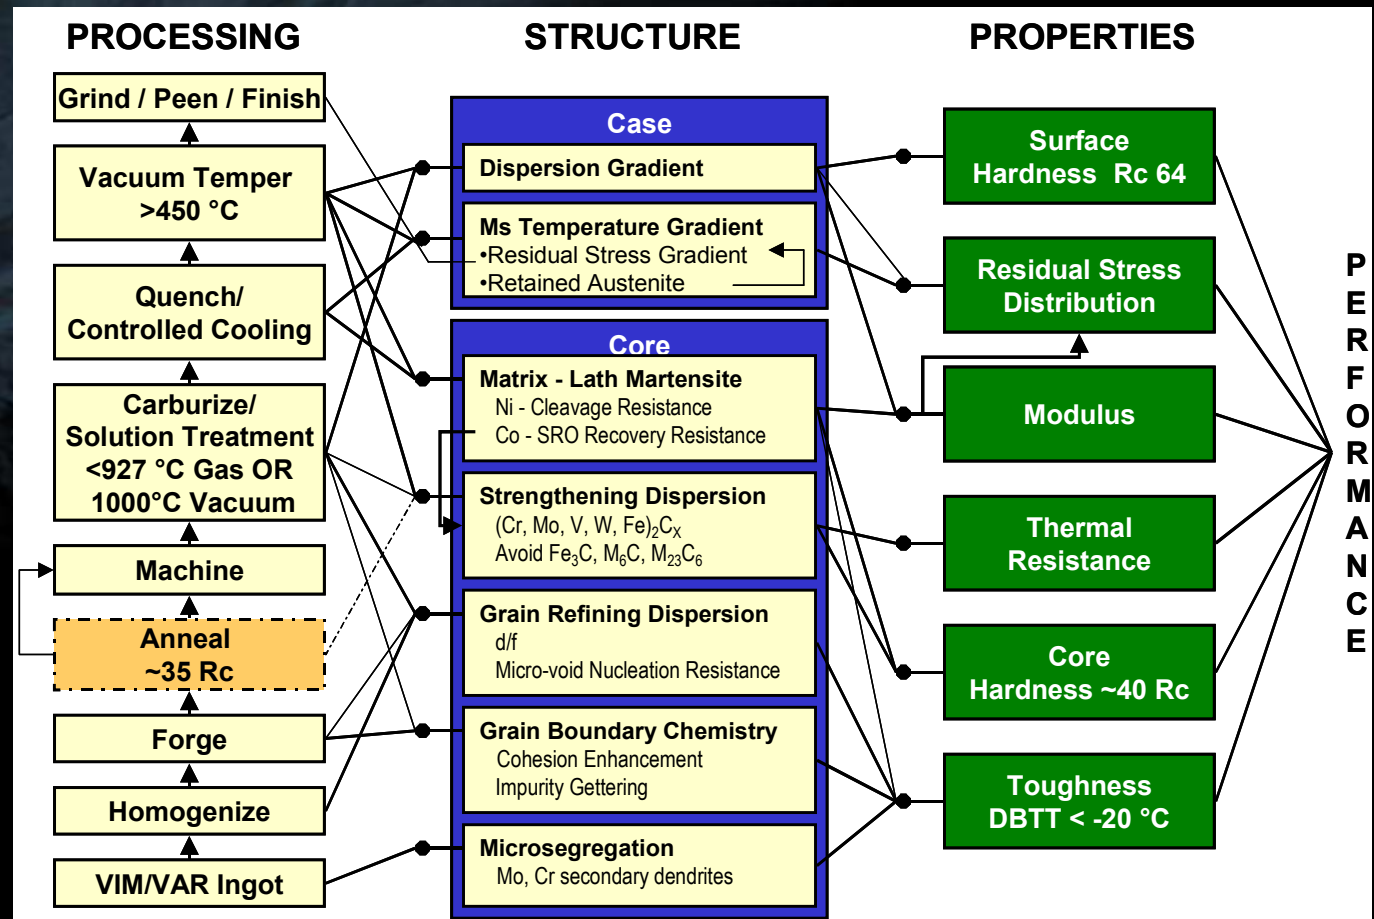 PROCESSING
Grind / Peen / Finish
Vacuum Temper
>450 °C
Quench/
Controlled Cooling
Carburize/
Solution Treatment
<927 °C Gas OR
1000°C Vacuum
Machine
Anneal
~35 Rc
Forge
Homogenize
VIM/VAR Ingot
STRUCTURE
Case
Dispersion Gradient
Ms Temperature Gradient
•Residual Stress Gradient
•Retained Austenite
Core
Matrix - Lath Martensite
Ni - Cleavage Resistance
Co - SRO Recovery Resistance
Strengthening Dispersion
(Cr, Mo, V, W, Fe)₂Cₓ
Avoid Fe₃C, M₆C, M₂₃C₆
Grain Refining Dispersion
d/f
Micro-void Nucleation Resistance
Grain Boundary Chemistry
Cohesion Enhancement
Impurity Gettering
Microsegregation
Mo, Cr secondary dendrites
PROPERTIES
Surface
Hardness Rc 64
Residual Stress
Distribution
Modulus
Thermal
Resistance
Core
Hardness ~40 Rc
Toughness
DBTT < -20 °C
PERFORMANCE